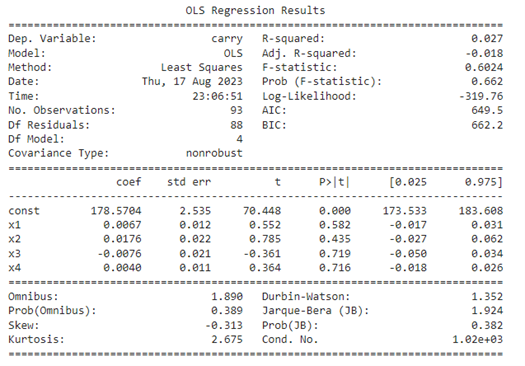 OLS Regression Results
==============================================================================
Dep. Variable:                  carry   R-squared:                       0.027
Model:                            OLS   Adj. R-squared:                 -0.018
Method:                 Least Squares   F-statistic:                    0.6024
Date:                Thu, 17 Aug 2023   Prob (F-statistic):              0.662
Time:                        23:06:51   Log-Likelihood:                -319.76
No. Observations:                  93   AIC:                             649.5
Df Residuals:                      88   BIC:                             662.2
Df Model:                           4
Covariance Type:            nonrobust
==============================================================================
                 coef    std err          t      P>|t|      [0.025      0.975]
------------------------------------------------------------------------------
const        178.5704      2.535     70.448      0.000     173.533     183.608
x1             0.0067      0.012      0.552      0.582      -0.017       0.031
x2             0.0176      0.022      0.785      0.435      -0.027       0.062
x3            -0.0076      0.021     -0.361      0.719      -0.050       0.034
x4             0.0040      0.011      0.364      0.716      -0.018       0.026
==============================================================================
Omnibus:                        1.890   Durbin-Watson:                   1.352
Prob(Omnibus):                  0.389   Jarque-Bera (JB):                1.924
Skew:                          -0.313   Prob(JB):                        0.382
Kurtosis:                       2.675   Cond. No.                     1.02e+03
==============================================================================